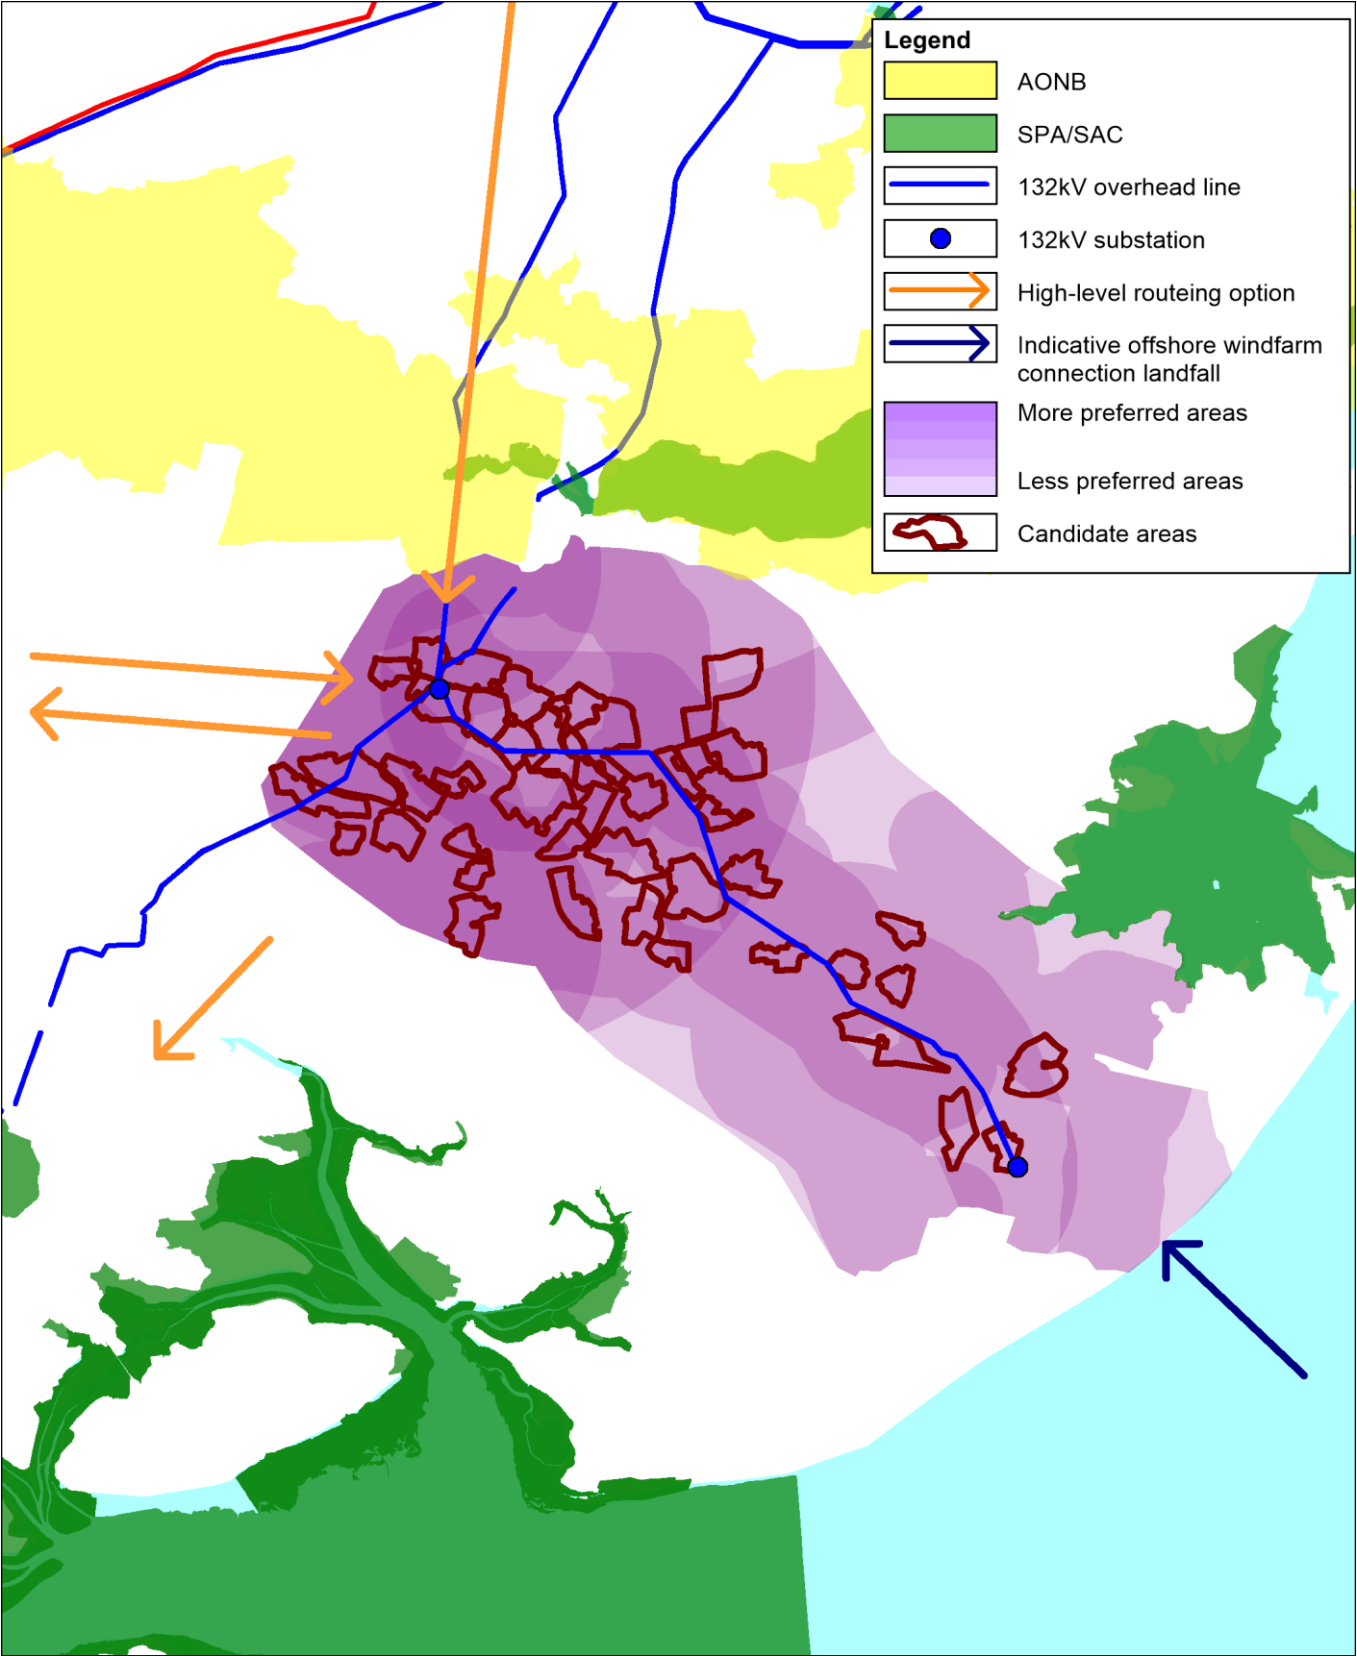 Legend
AONB
SPA/SAC
132kV overhead line
132kV substation
High-level routeing option
Indicative offshore windfarm
connection landfall
More preferred areas
Less preferred areas
Candidate areas